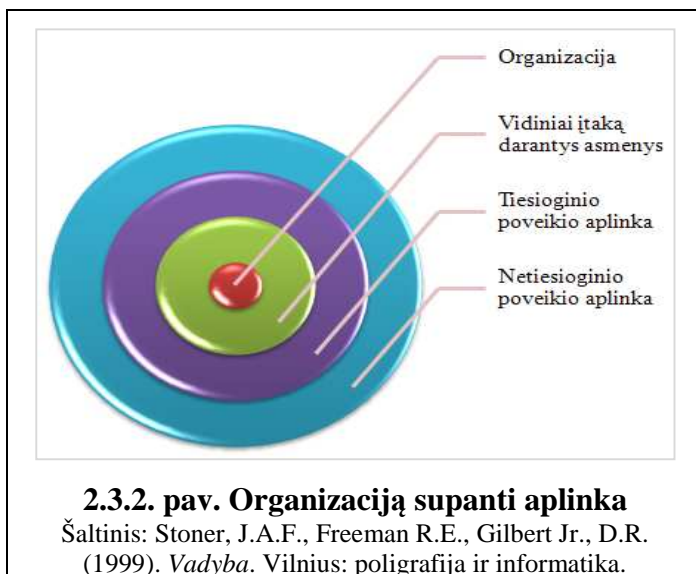 Organizacija
Vidiniai įtaką
darantys asmenys
Tiesioginio
poveikio aplinka
Netiesioginio
poveikio aplinka
2.3.2. pav. Organizaciją supanti aplinka
Šaltinis: Stoner, J.A.F., Freeman R.E., Gilbert Jr., D.R.
(1999). Vadyba. Vilnius: poligrafija ir informatika.